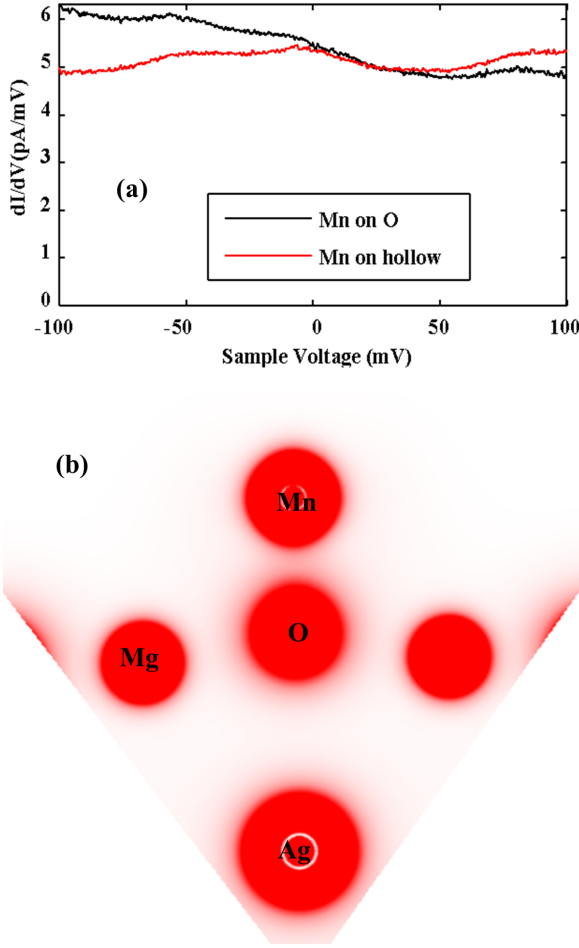 6
5
4
3
2
1
0
dI/dV(pA/mV)
(a)
Mn on O
Mn on hollow
-100 -50 0 50 100
Sample Voltage (mV)
(b)
Mn
O
Mg
Ag